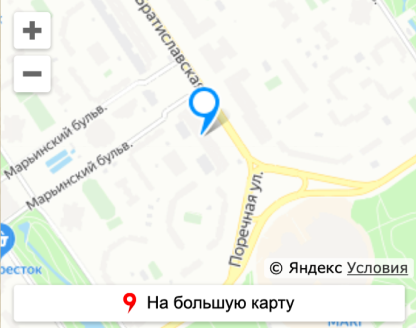 +
Братиславская
Марьинский бульв.
Марьинский бульв.
Поречная ул.
© Яндекс Условия
На большую карту